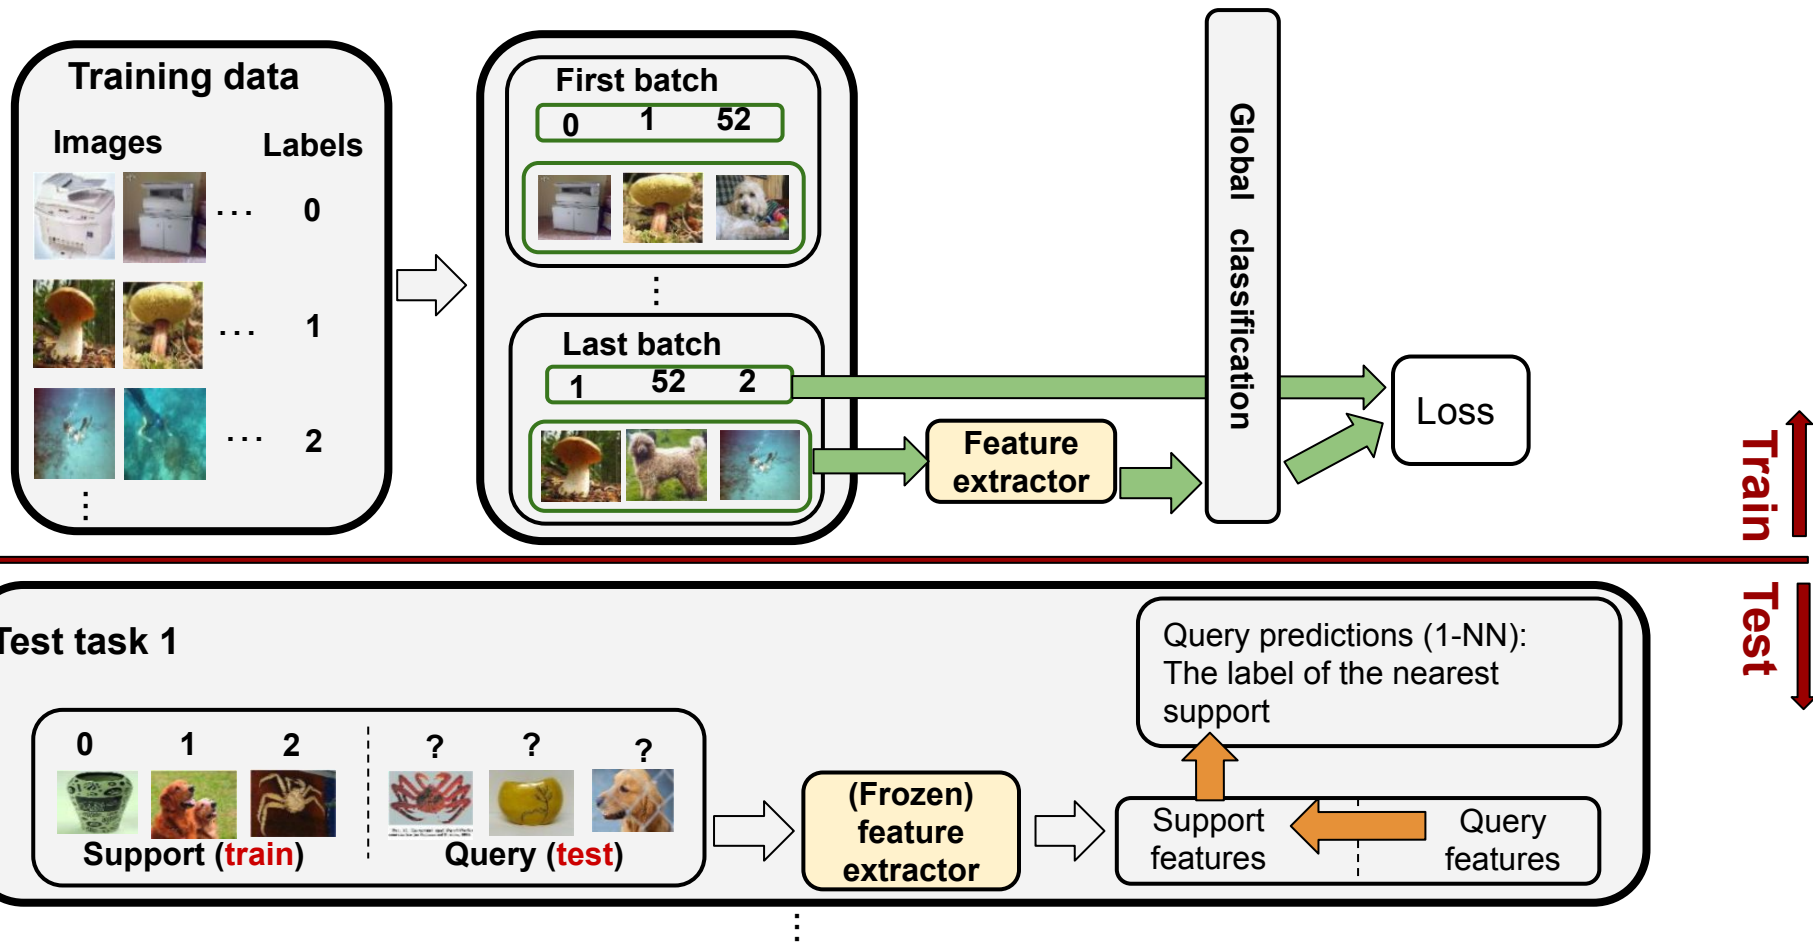 Training data
Images
Labels
0
1
2
First batch
0 1 52
Last batch
1 52 2
Feature
extractor
Global classification
Loss
Train
Test
Test task 1
0 1 2
? ? ?
Support (train)
Query (test)
(Frozen)
feature
extractor
Query predictions (1-NN):
The label of the nearest
support
Support
features
Query
features